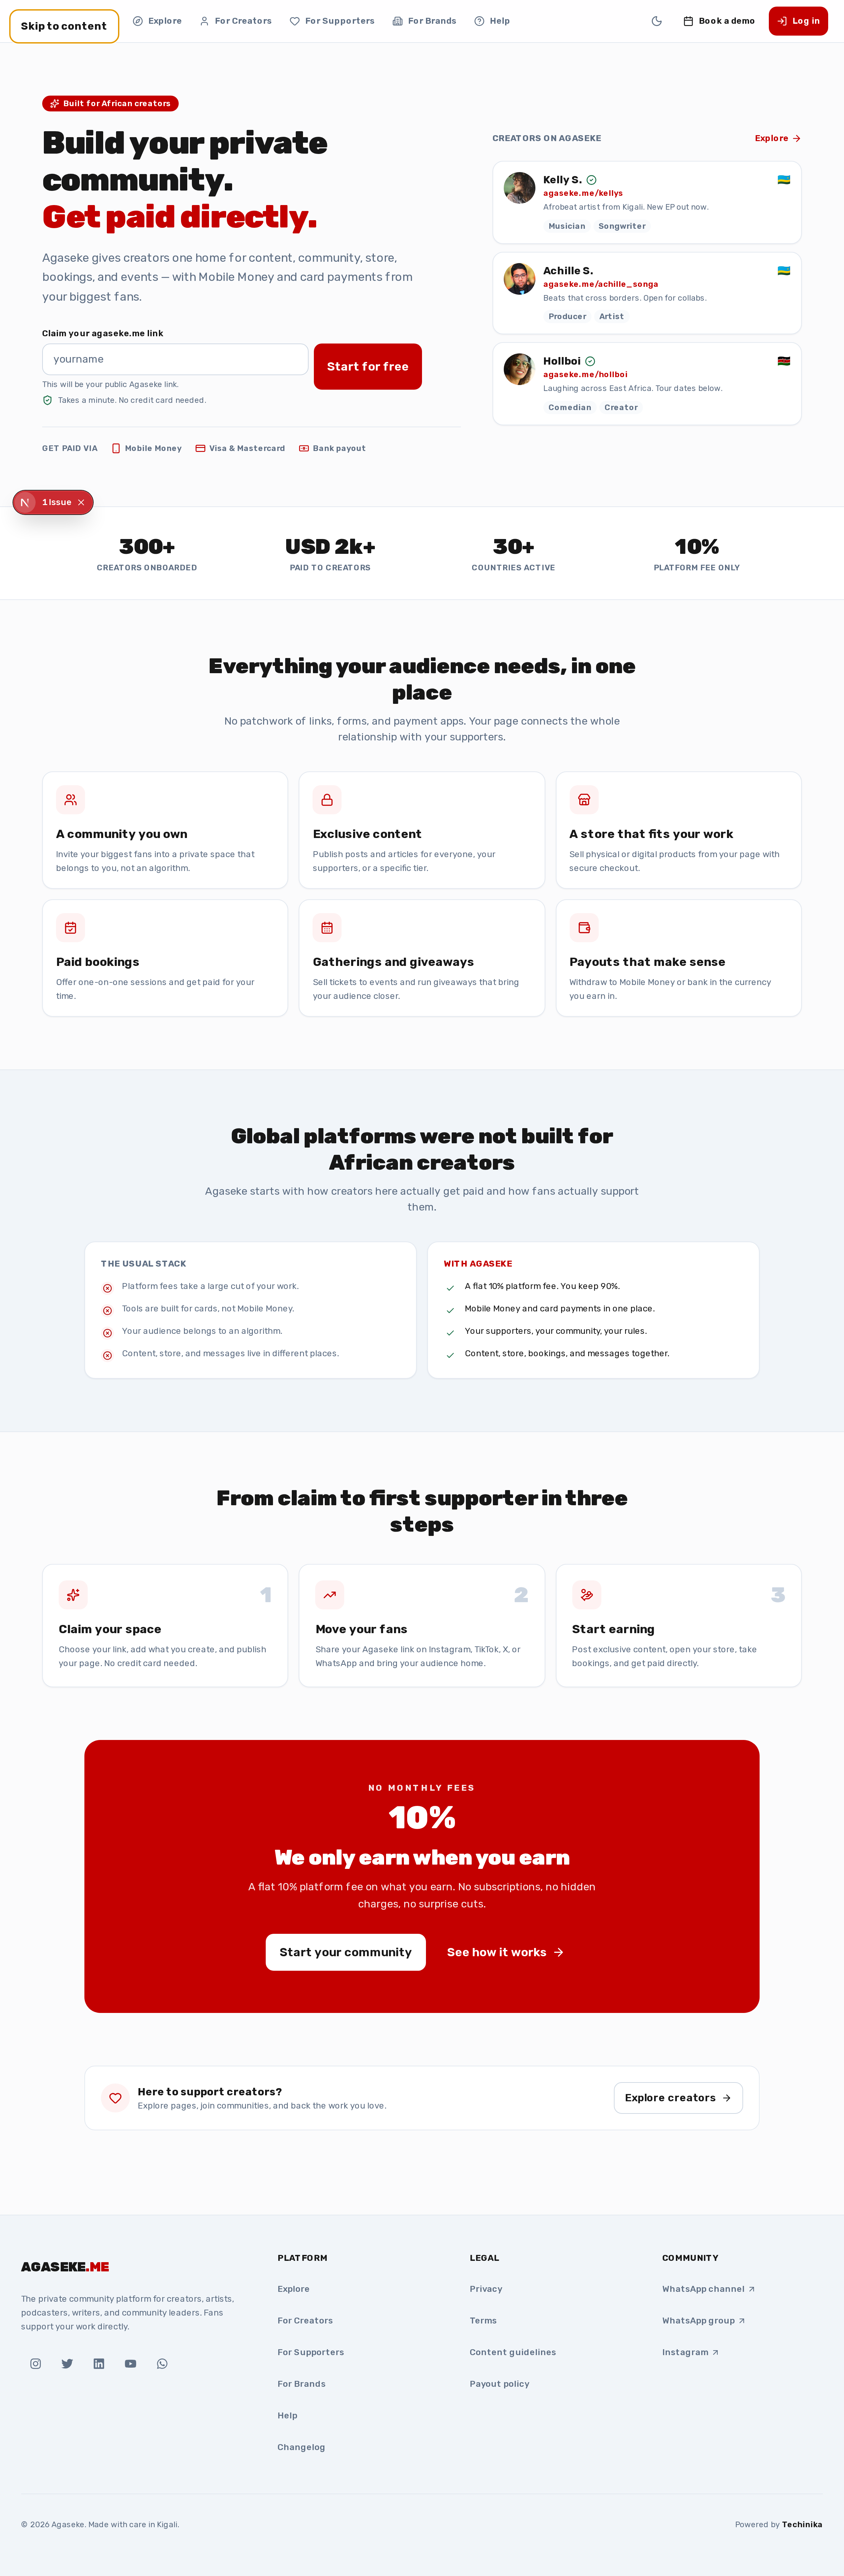 Skip to content
Explore
For Creators
For Supporters
For Brands
Help
Book a demo
Log in
Built for African creators
Build your private
community.
Get paid directly.
Agaseke gives creators one home for content, community, store,
bookings, and events — with Mobile Money and card payments from
your biggest fans.
Claim your agaseke.me link
yourname
Start for free
This will be your public Agaseke link.
Takes a minute. No credit card needed.
GET PAID VIA
Mobile Money
Visa & Mastercard
Bank payout
CREATORS ON AGASEKE
Explore
Kelly S.
agaseke.me/kellys
Afrobeat artist from Kigali. New EP out now.
Musician
Songwriter
Achille S.
agaseke.me/achille_songa
Beats that cross borders. Open for collabs.
Producer
Artist
Hollboi
agaseke.me/hollboi
Laughing across East Africa. Tour dates below.
Comedian
Creator
N
1 Issue
300+
CREATORS ONBOARDED
USD 2k+
PAID TO CREATORS
30+
COUNTRIES ACTIVE
10%
PLATFORM FEE ONLY
Everything your audience needs, in one
place
No patchwork of links, forms, and payment apps. Your page connects the whole
relationship with your supporters.
A community you own
Invite your biggest fans into a private space that
belongs to you, not an algorithm.
Exclusive content
Publish posts and articles for everyone, your
supporters, or a specific tier.
A store that fits your work
Sell physical or digital products from your page with
secure checkout.
Paid bookings
Offer one-on-one sessions and get paid for your
time.
Gatherings and giveaways
Sell tickets to events and run giveaways that bring
your audience closer.
Payouts that make sense
Withdraw to Mobile Money or bank in the currency
you earn in.
Global platforms were not built for
African creators
Agaseke starts with how creators here actually get paid and how fans actually support
them.
THE USUAL STACK
Platform fees take a large cut of your work.
Tools are built for cards, not Mobile Money.
Your audience belongs to an algorithm.
Content, store, and messages live in different places.
WITH AGASEKE
A flat 10% platform fee. You keep 90%.
Mobile Money and card payments in one place.
Your supporters, your community, your rules.
Content, store, bookings, and messages together.
From claim to first supporter in three
steps
1
Claim your space
Choose your link, add what you create, and publish
your page. No credit card needed.
2
Move your fans
Share your Agaseke link on Instagram, TikTok, X, or
WhatsApp and bring your audience home.
3
Start earning
Post exclusive content, open your store, take
bookings, and get paid directly.
NO MONTHLY FEES
10%
We only earn when you earn
A flat 10% platform fee on what you earn. No subscriptions, no hidden
charges, no surprise cuts.
Start your community
See how it works
Here to support creators?
Explore pages, join communities, and back the work you love.
Explore creators
AGASEKE.ME
The private community platform for creators, artists,
podcasters, writers, and community leaders. Fans
support your work directly.
PLATFORM
Explore
For Creators
For Supporters
For Brands
Help
Changelog
LEGAL
Privacy
Terms
Content guidelines
Payout policy
COMMUNITY
WhatsApp channel
WhatsApp group
Instagram
© 2026 Agaseke. Made with care in Kigali.
Powered by Techinika